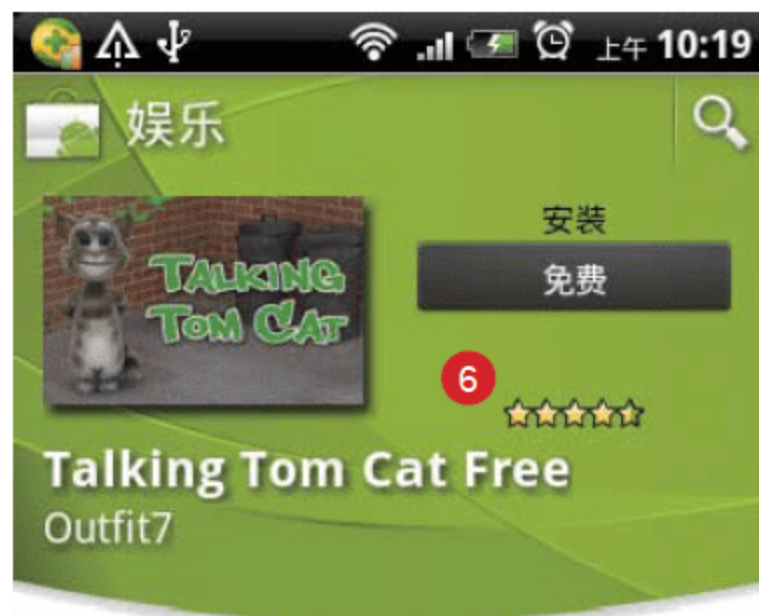 上午 10:19
娱乐
安装
免费
TALKING
TOM CAT
6
Talking Tom Cat Free
Outfit7